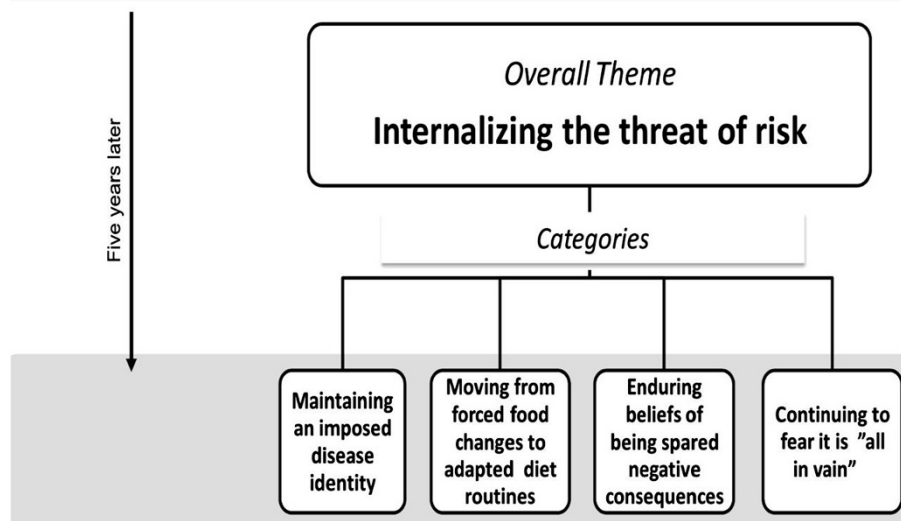 Five years later
Overall Theme
Internalizing the threat of risk
Categories
Maintaining
an imposed
disease
identity
Moving from
forced food
changes to
adapted diet
routines
Enduring
beliefs of
being spared
negative
consequences
Continuing to
fear it is ”all
in vain”